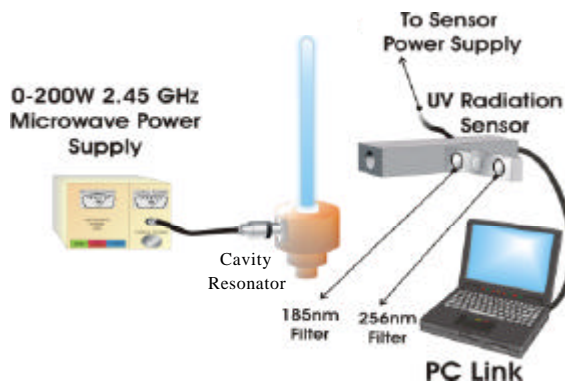 To Sensor
Power Supply
0-200W 2.45 GHz
Microwave Power
Supply
UV Radiation
Sensor
Cavity
Resonator
185nm
Filter
256nm
Filter
PC Link